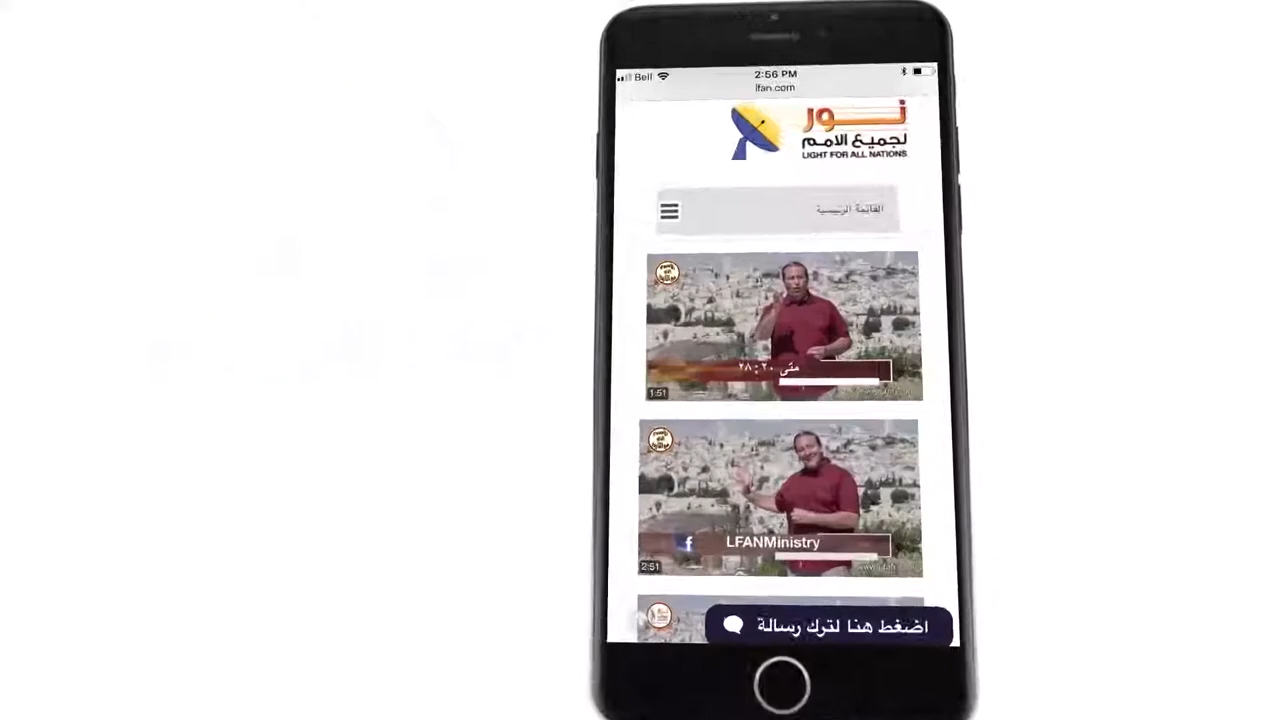 Bell
2:56 PM
lfan.com
نور
لجميع الامم
LIGHT FOR ALL NATIONS
القائمة الرئيسية
متى ٢٨:٢٠
1:51
LFANMinistry
2:51
اضغط هنا لترك رسالة